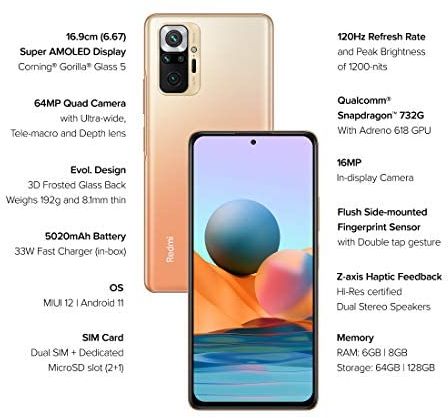 16.9cm (6.67)
Super AMOLED Display
Corning® Gorilla® Glass 5
64MP Quad Camera
with Ultra-wide,
Tele-macro and Depth lens
Evol. Design
3D Frosted Glass Back
Weighs 192g and 8.1mm thin
5020mAh Battery
33W Fast Charger (in-box)
OS
MIUI 12 | Android 11
SIM Card
Dual SIM + Dedicated
MicroSD slot (2+1)
Redmi
120Hz Refresh Rate
and Peak Brightness
of 1200-nits
Qualcomm®
Snapdragon™ 732G
With Adreno 618 GPU
16MP
In-display Camera
Flush Side-mounted
Fingerprint Sensor
with Double tap gesture
Z-axis Haptic Feedback
Hi-Res certified
Dual Stereo Speakers
Memory
RAM: 6GB | 8GB
Storage: 64GB | 128GB